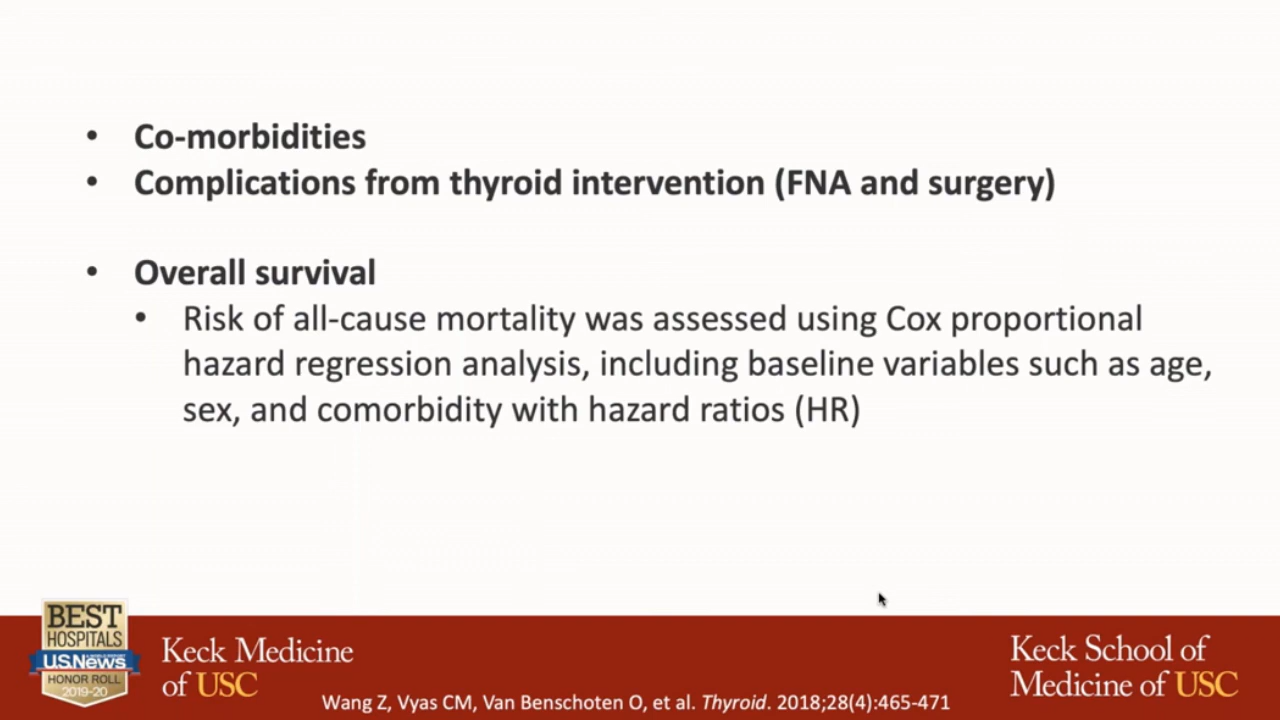 • Co-morbidities
• Complications from thyroid intervention (FNA and surgery)
• Overall survival
• Risk of all-cause mortality was assessed using Cox proportional
hazard regression analysis, including baseline variables such as age,
sex, and comorbidity with hazard ratios (HR)
BEST
HOSPITALS
U.S.News
HONOR ROLL
2019-20
Keck Medicine
of USC
Wang Z, Vyas CM, Van Benschoten O, et al. Thyroid. 2018;28(4):465-471
Keck School of
Medicine of USC